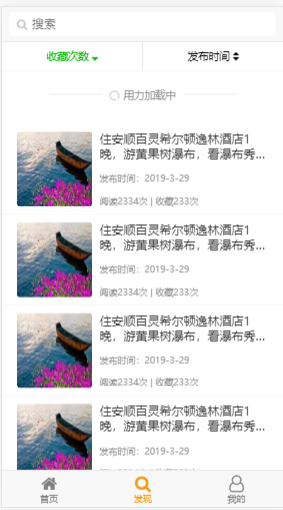 搜索
收藏次数
发布时间
用力加载中
住安顺百灵希尔顿逸林酒店1
晚，游黄果树瀑布，看瀑布秀...
发布时间：2019-3-29
阅读2334次 | 收藏233次
住安顺百灵希尔顿逸林酒店1
晚，游黄果树瀑布，看瀑布秀...
发布时间：2019-3-29
阅读2334次 | 收藏233次
住安顺百灵希尔顿逸林酒店1
晚，游黄果树瀑布，看瀑布秀...
发布时间：2019-3-29
阅读2334次 | 收藏233次
住安顺百灵希尔顿逸林酒店1
晚，游黄果树瀑布，看瀑布秀...
发布时间：2019-3-29
首页
发现
我的